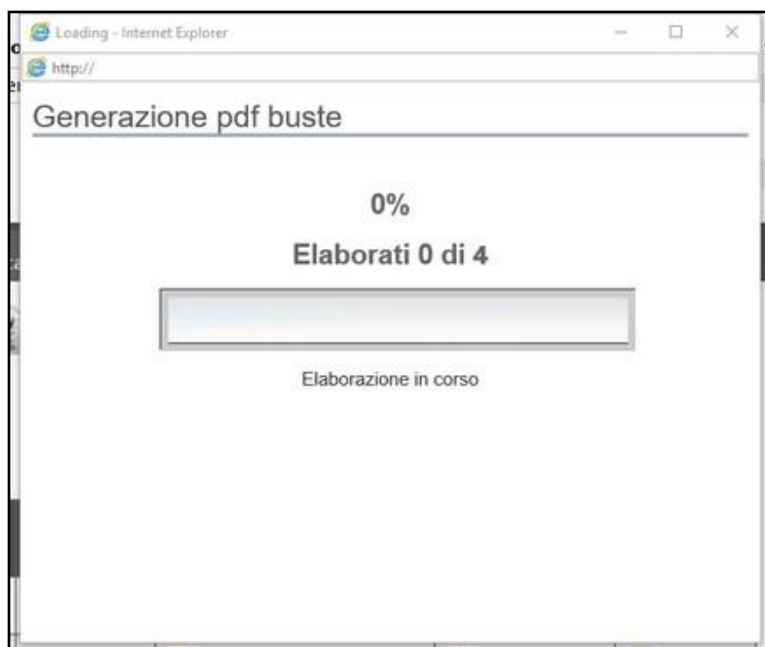 Loading - Internet Explorer
http://
Generazione pdf buste
0%
Elaborati 0 di 4
Elaborazione in corso